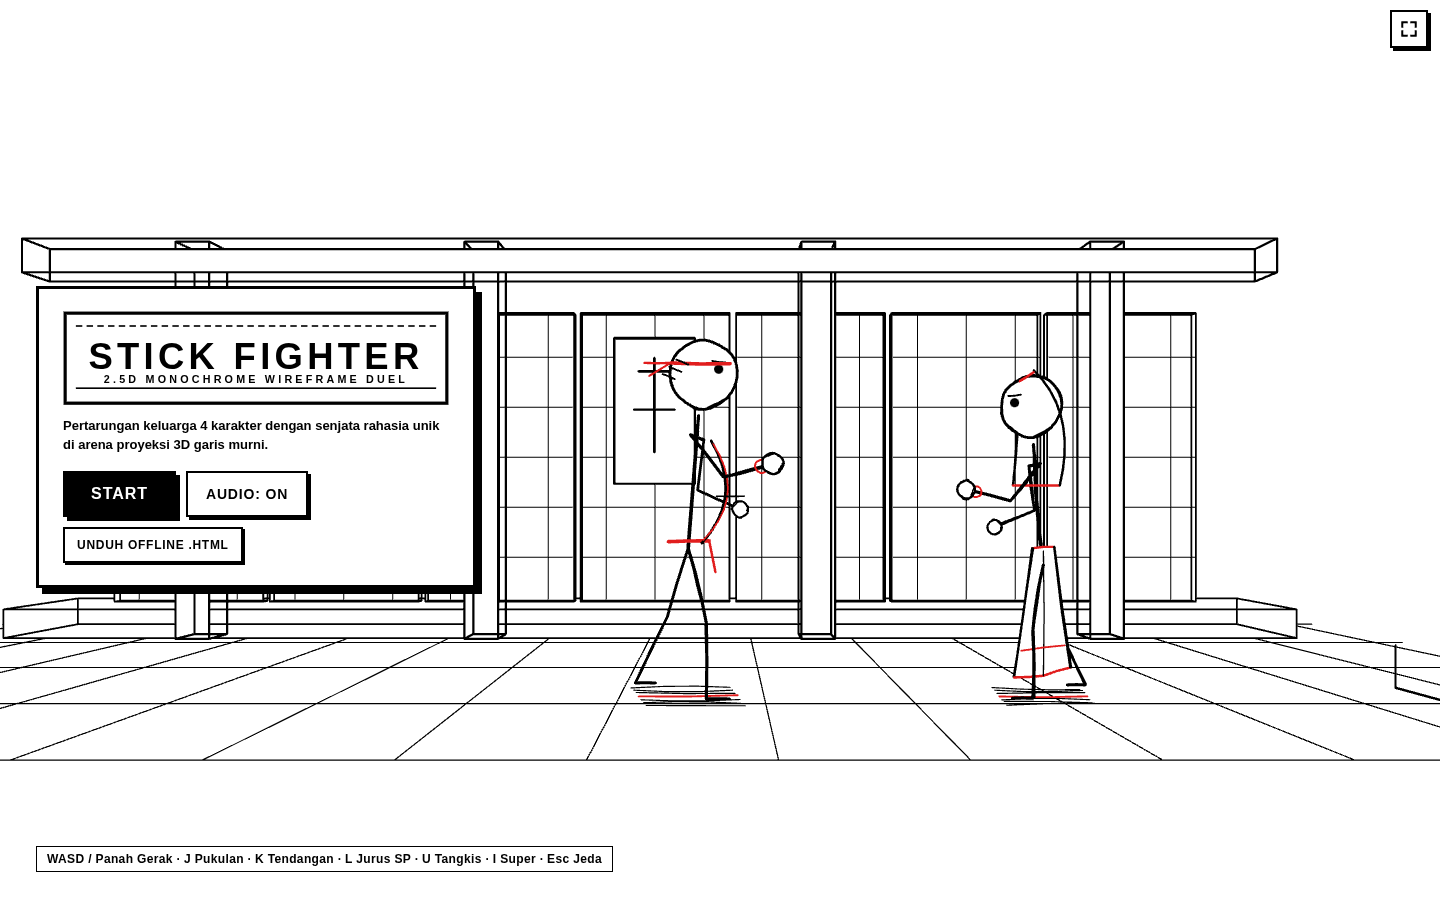 STICK FIGHTER
2.5D MONOCHROME WIREFRAME DUEL
Pertarungan keluarga 4 karakter dengan senjata rahasia unik
di arena proyeksi 3D garis murni.
START
AUDIO: ON
UNDUH OFFLINE .HTML
WASD / Panah Gerak · J Pukulan · K Tendangan · L Jurus SP · U Tangkis · I Super · Esc Jeda